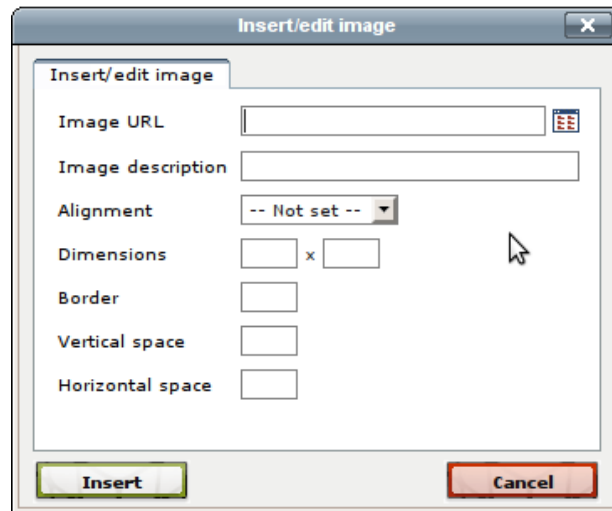 Insert/edit image
Insert/edit image
Image URL
Image description
Alignment -- Not set --
Dimensions x
Border
Vertical space
Horizontal space
Insert Cancel